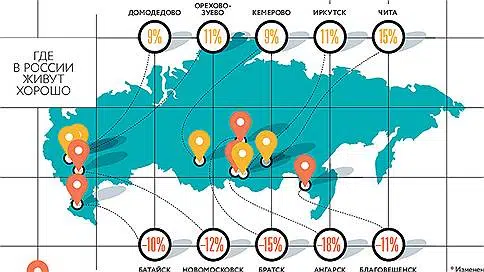 ДОМОДЕДОВО
ОРЕХОВО-
ЗУЕВО
КЕМЕРОВО
ИРКУТСК
ЧИТА
9%
11%
9%
11%
15%
ГДЕ
В РОССИИ
ЖИВУТ
ХОРОШО
-10%
-12%
-15%
-18%
-11%
БАТАЙСК
НОВОМОСКОВСК
БРАТСК
АНГАРСК
БЛАГОВЕЩЕНСК
* Изменен